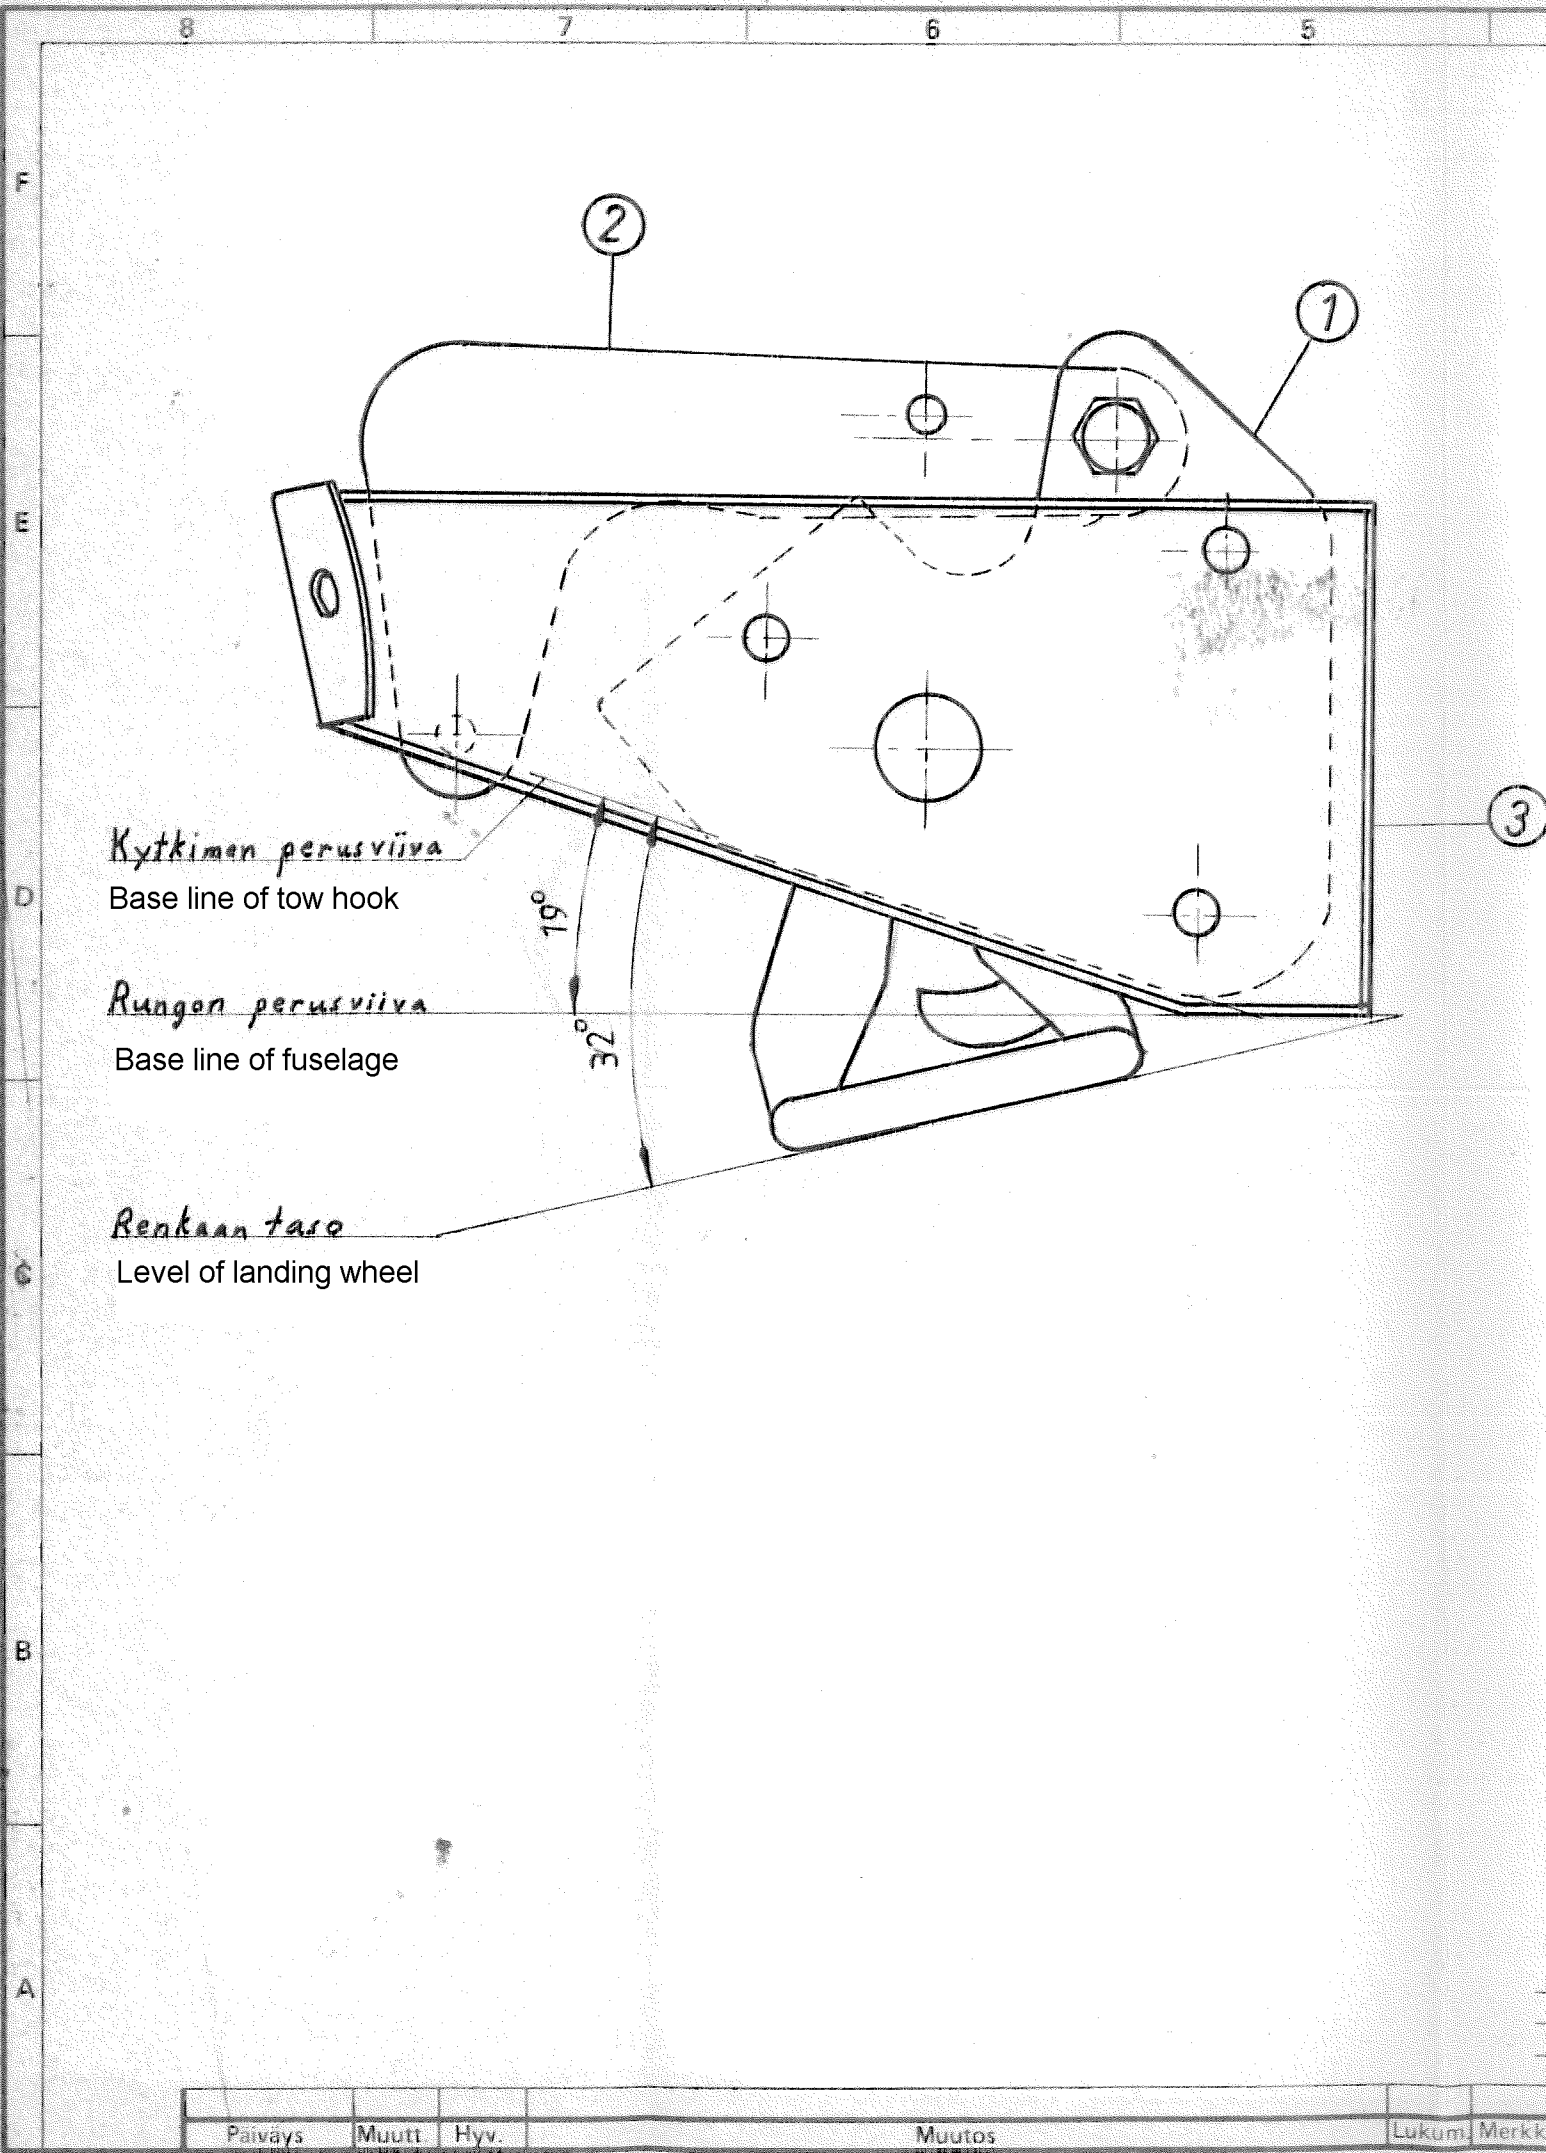 8 7 6 5
F
2
1
E
3
Kytkimen perusviiva
Base line of tow hook
D
19°
Rungon perusviiva
32°
Base line of fuselage
Renkaan taso
Level of landing wheel
C
B
A
Päiväys Muutt. Hyv. Muutos Lukum. Merkk